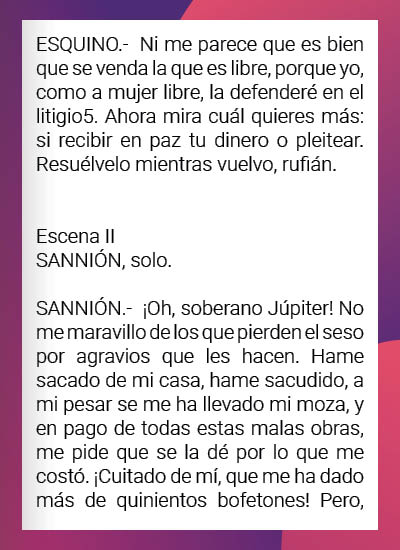 ESQUINO.- Ni me parece que es bien
que se venda la que es libre, porque yo,
como a mujer libre, la defenderé en el
litigio5. Ahora mira cuál quieres más:
si recibir en paz tu dinero o pleitear.
Resuélvelo mientras vuelvo, rufián.
Escena II
SANNIÓN, solo.
SANNIÓN.- ¡Oh, soberano Júpiter! No
me maravillo de los que pierden el seso
por agravios que les hacen. Hame
sacado de mi casa, hame sacudido, a
mi pesar se me ha llevado mi moza, y
en pago de todas estas malas obras,
me pide que se la dé por lo que me
costó. ¡Cuitado de mí, que me ha dado
más de quinientos bofetones! Pero,